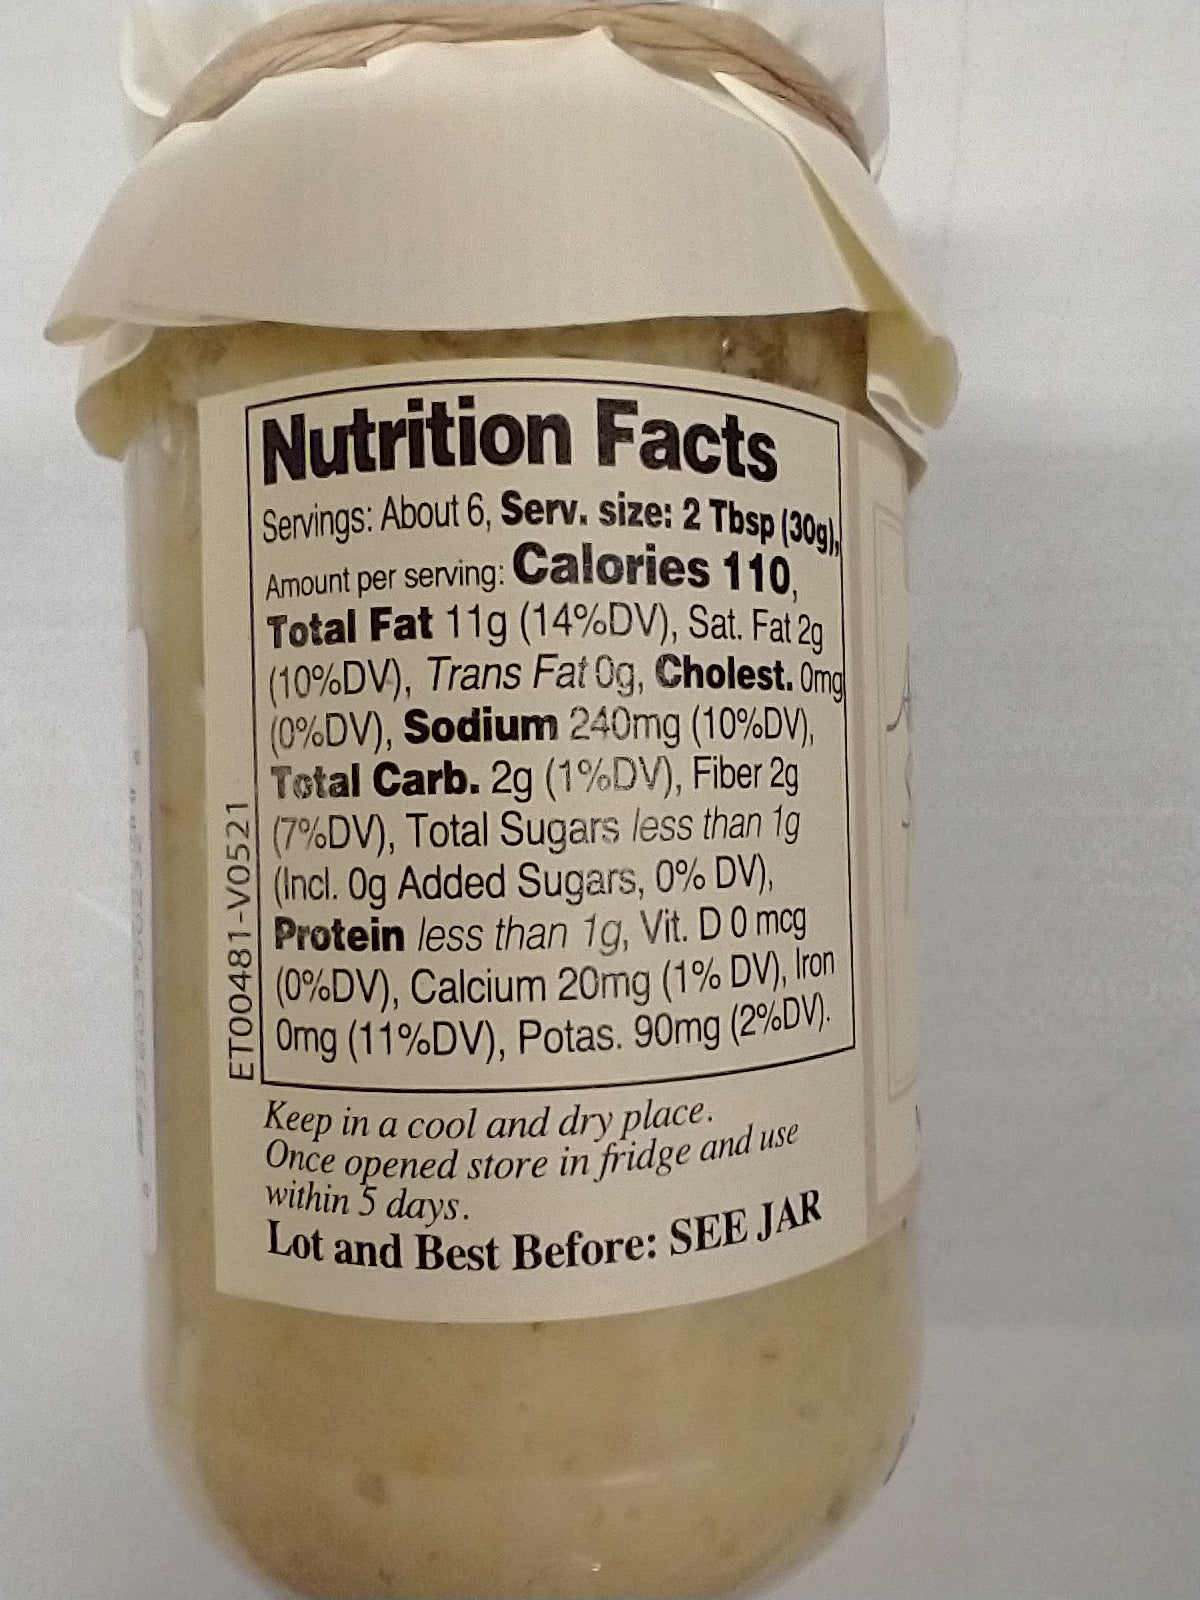 Nutrition Facts
Servings: About 6, Serv. size: 2 Tbsp (30g),
Amount per serving: Calories 110,
Total Fat 11g (14%DV), Sat. Fat 2g
(10%DV), Trans Fat 0g, Cholest. 0mg
(0%DV), Sodium 240mg (10%DV),
Total Carb. 2g (1%DV), Fiber 2g
(7%DV), Total Sugars less than 1g
(Incl. 0g Added Sugars, 0% DV),
Protein less than 1g, Vit. D 0 mcg
(0%DV), Calcium 20mg (1% DV), Iron
0mg (11%DV), Potas. 90mg (2%DV).
ET00481-V0521
Keep in a cool and dry place.
Once opened store in fridge and use
within 5 days.
Lot and Best Before: SEE JAR